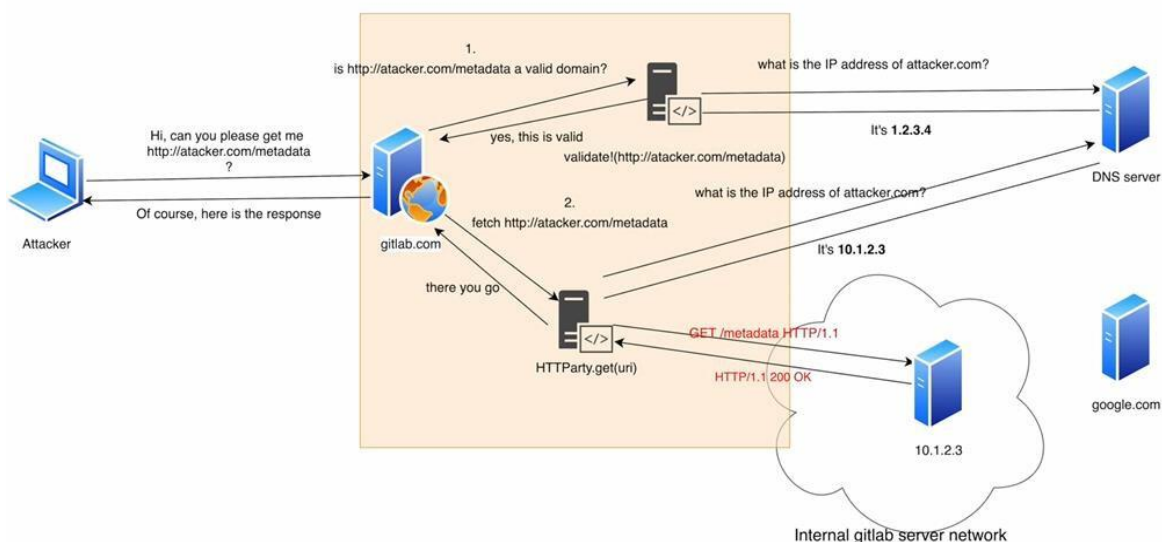 1.
is http://atacker.com/metadata a valid domain?
what is the IP address of attacker.com?
Hi, can you please get me
http://atacker.com/metadata
?
yes, this is valid
It's 1.2.3.4
validate!(http://atacker.com/metadata)
DNS server
what is the IP address of attacker.com?
Of course, here is the response
2.
fetch http://atacker.com/metadata
Attacker
gitlab.com
It's 10.1.2.3
there you go
GET /metadata HTTP/1.1
HTTParty.get(uri)
HTTP/1.1 200 OK
google.com
10.1.2.3
Internal gitlab server network